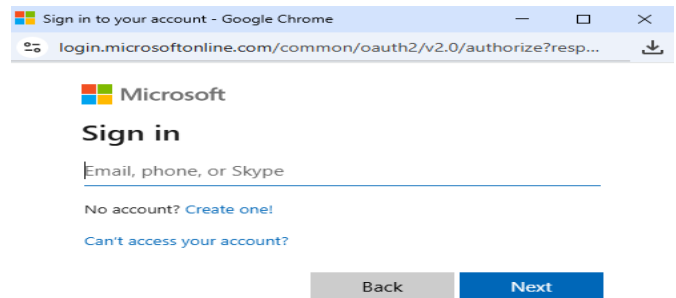 Sign in to your account - Google Chrome
login.microsoftonline.com/common/oauth2/v2.0/authorize?resp...
Microsoft
Sign in
Email, phone, or Skype
No account? Create one!
Can't access your account?
Back Next